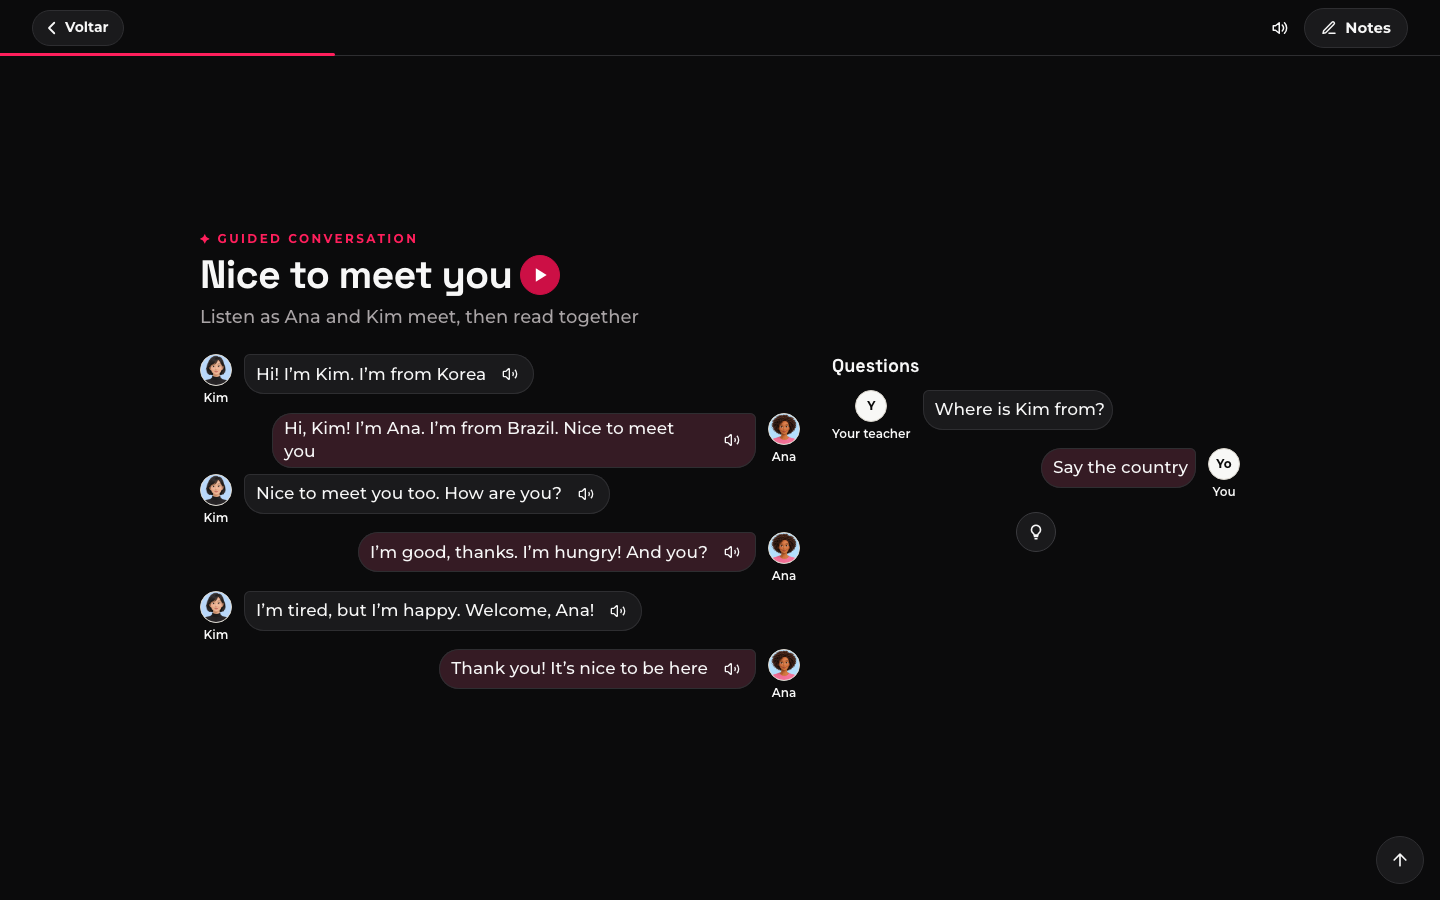 Voltar
Notes
GUIDED CONVERSATION
Nice to meet you
Listen as Ana and Kim meet, then read together
Hi! I’m Kim. I’m from Korea
Kim
Hi, Kim! I’m Ana. I’m from Brazil. Nice to meet
you
Ana
Nice to meet you too. How are you?
Kim
I’m good, thanks. I’m hungry! And you?
Ana
I’m tired, but I’m happy. Welcome, Ana!
Kim
Thank you! It’s nice to be here
Ana
Questions
Y
Where is Kim from?
Your teacher
Say the country
Yo
You